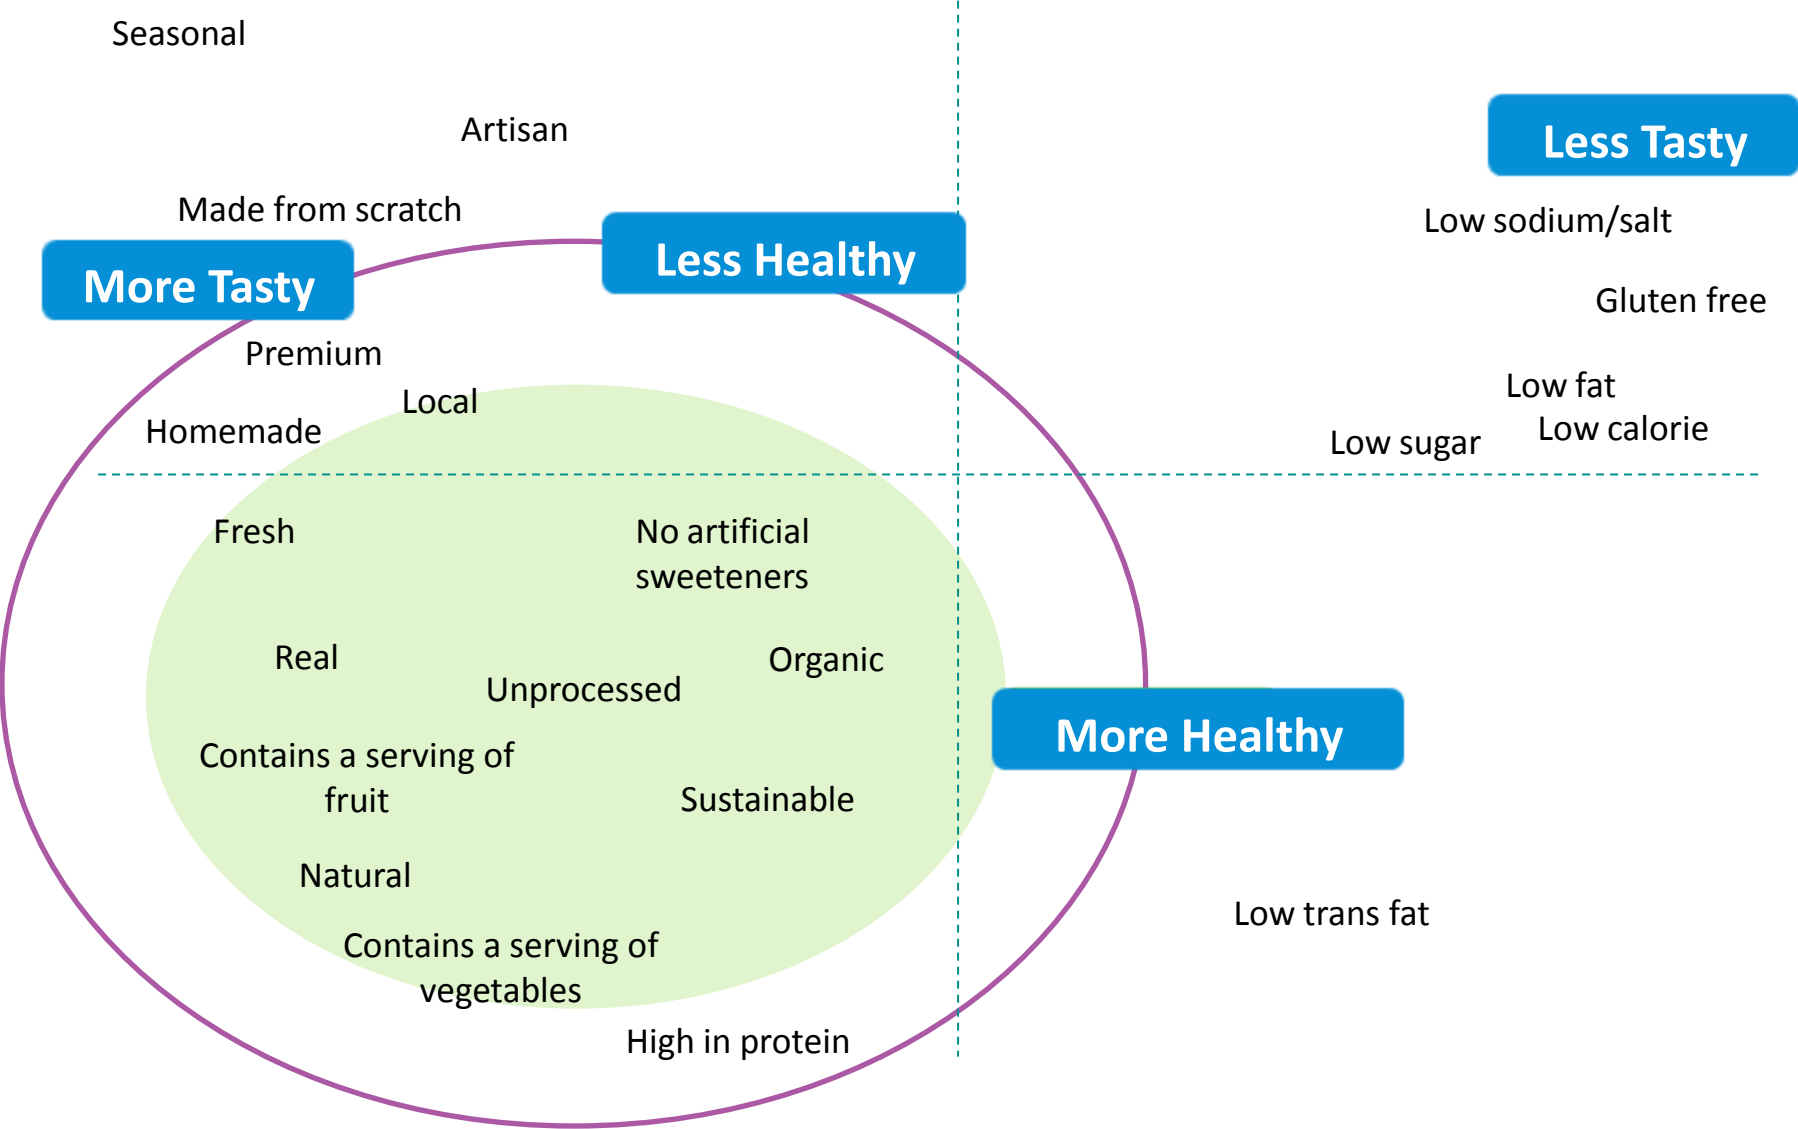 Seasonal
Artisan
Less Tasty
Made from scratch
Low sodium/salt
Less Healthy
More Tasty
Gluten free
Premium
Low fat
Local
Homemade
Low calorie
Low sugar
Fresh
No artificial
sweeteners
Real
Organic
Unprocessed
More Healthy
Contains a serving of
fruit
Sustainable
Natural
Low trans fat
Contains a serving of
vegetables
High in protein